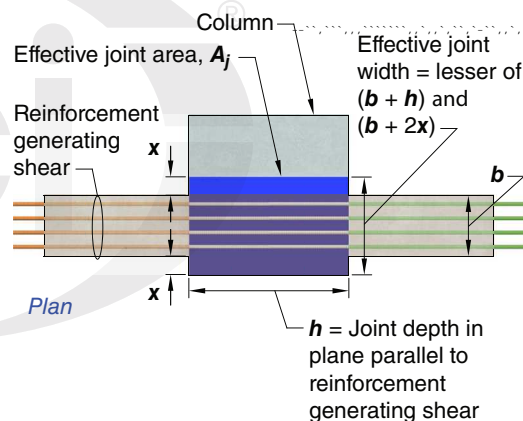 Column
Effective joint area, Aj
Effective joint
width = lesser of
(b + h) and
(b + 2x)
Reinforcement
generating
shear
x
b
x
Plan
h = Joint depth in
plane parallel to
reinforcement
generating shear
®